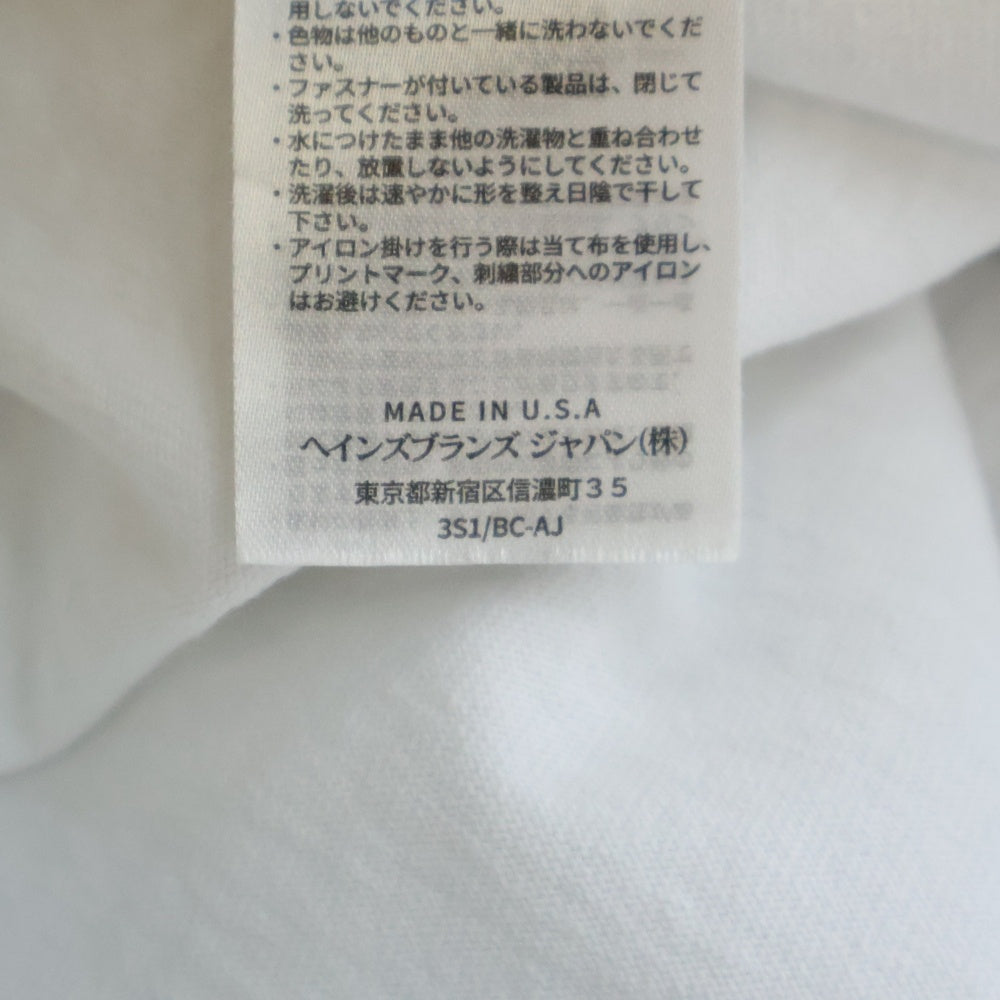 用しないでください。
・色物は他のものと一緒に洗わないでくだ
さい。
・ファスナーが付いている製品は、閉じて
洗ってください。
・水につけたまま他の洗濯物と重ね合わせ
たり、放置しないようにしてください。
・洗濯後は速やかに形を整え日陰で干して
下さい。
・アイロン掛けを行う際は当て布を使用し、
プリントマーク、刺繍部分へのアイロン
はお避けください。
MADE IN U.S.A
ヘインズブランズ ジャパン(株)
東京都新宿区信濃町35
3S1/BC-AJ